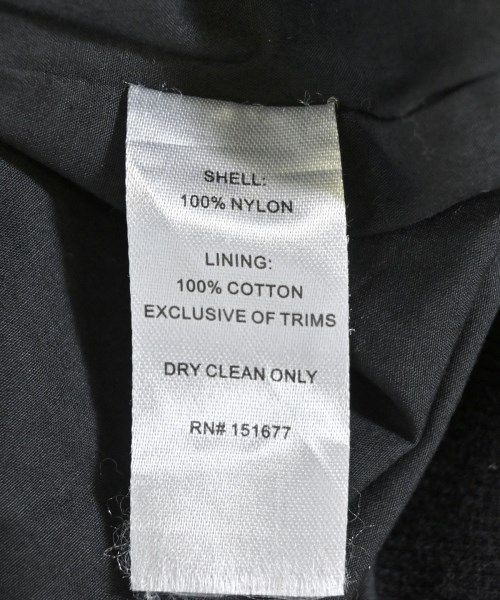 SHELL:
100% NYLON
LINING:
100% COTTON
EXCLUSIVE OF TRIMS
DRY CLEAN ONLY
RN# 151677